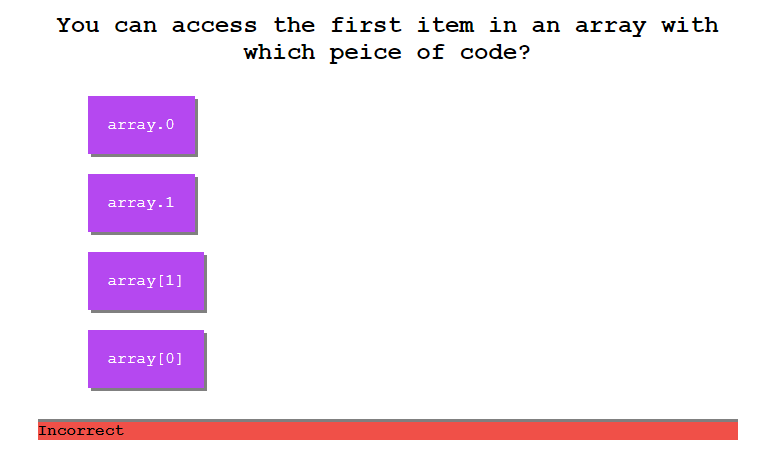 You can access the first item in an array with
which peice of code?
array.0
array.1
array[1]
array[0]
Incorrect